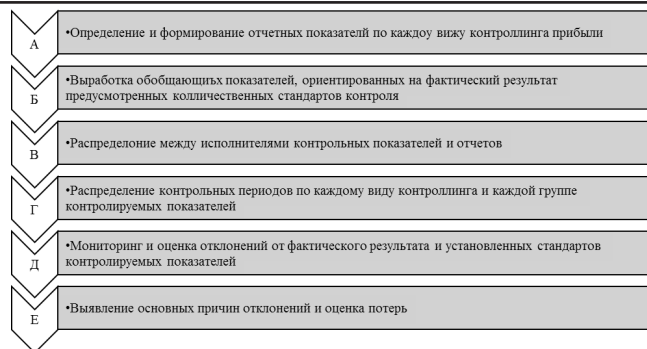 А
•Определение и формирование отчетных показателй по каждоу вижу контроллинга прибыли
Б
•Выработка обобщающиъх показателей, ориентированных на фактический результат
предусмотренных колличественных стандартов контроля
В
•Распределоние между исполнителями контрольных показателей и отчетов
Г
•Распределение контрольных периодов по каждому виду контроллинга и каждой группе
контролируемых показателей
Д
•Мониторинг и оценка отклонений от фактического результата и установленных стандартов
контролируемых показателей
Е
•Выявление основных причин отклонений и оценка потерь